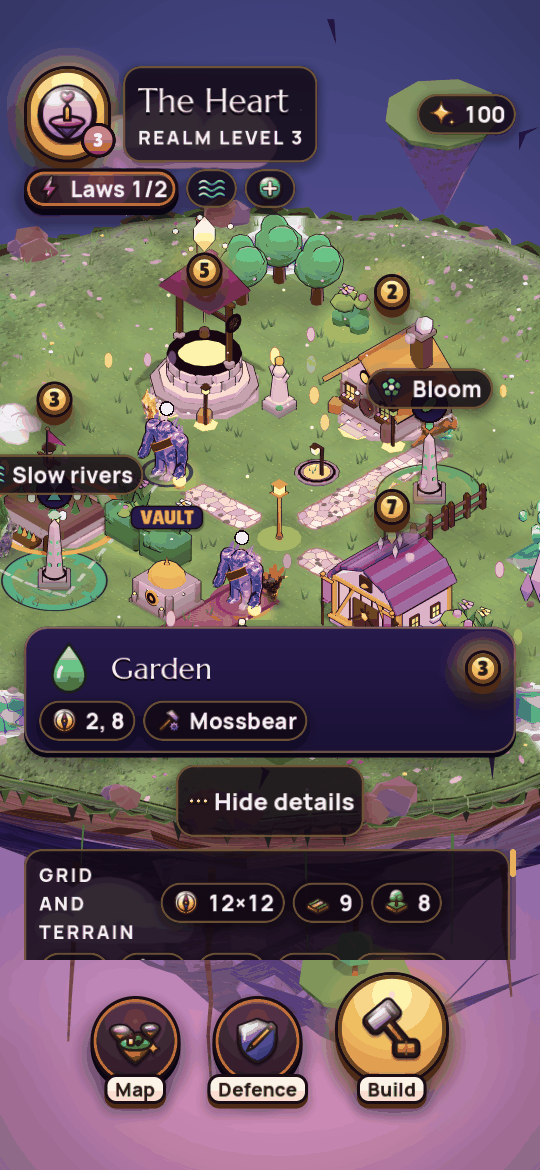 The Heart
REALM LEVEL 3
3
100
Laws 1/2
5
2
Bloom
3
Slow rivers
VAULT
7
Garden
3
2, 8
Mossbear
··· Hide details
GRID AND TERRAIN
12×12
9
8
Map
Defence
Build